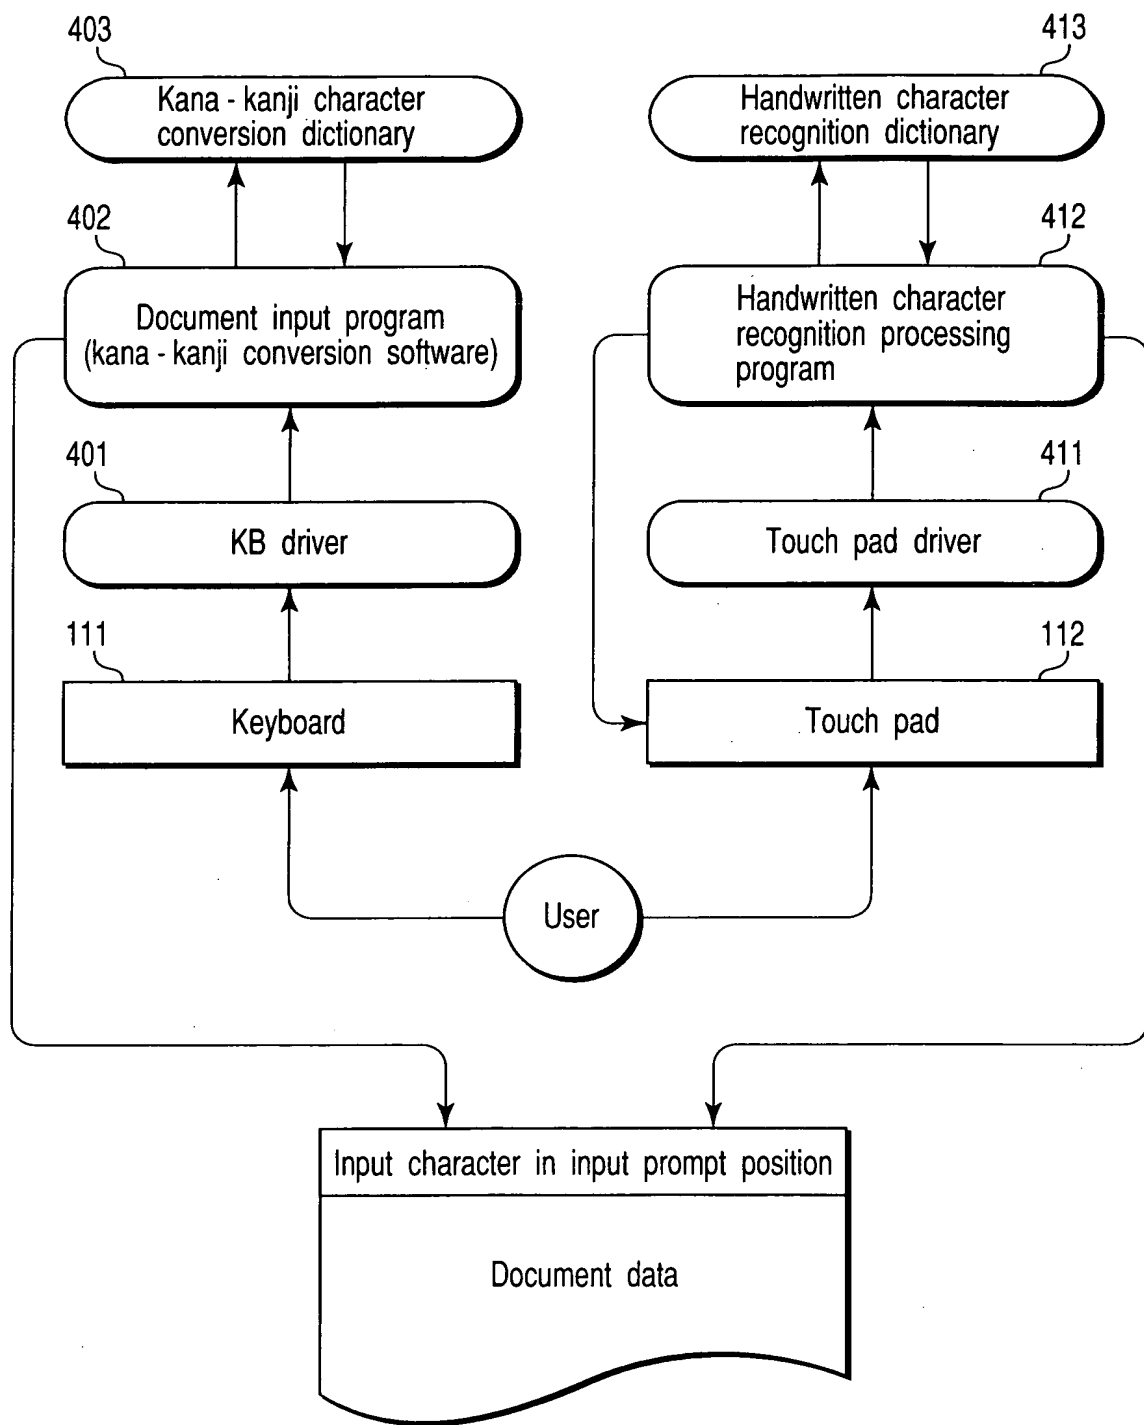 403
Kana - kanji character
conversion dictionary
413
Handwritten character
recognition dictionary
402
Document input program
(kana - kanji conversion software)
412
Handwritten character
recognition processing
program
401
KB driver
411
Touch pad driver
111
Keyboard
112
Touch pad
User
Input character in input prompt position
Document data